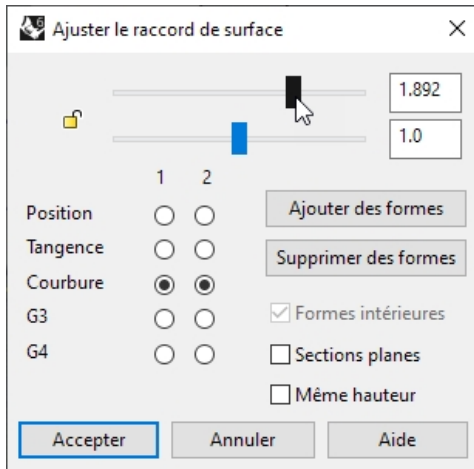 Ajuster le raccord de surface
1.892
1.0
1 2
Position
Tangence
Courbure
G3
G4
Ajouter des formes
Supprimer des formes
Formes intérieures
Sections planes
Même hauteur
Accepter Annuler Aide